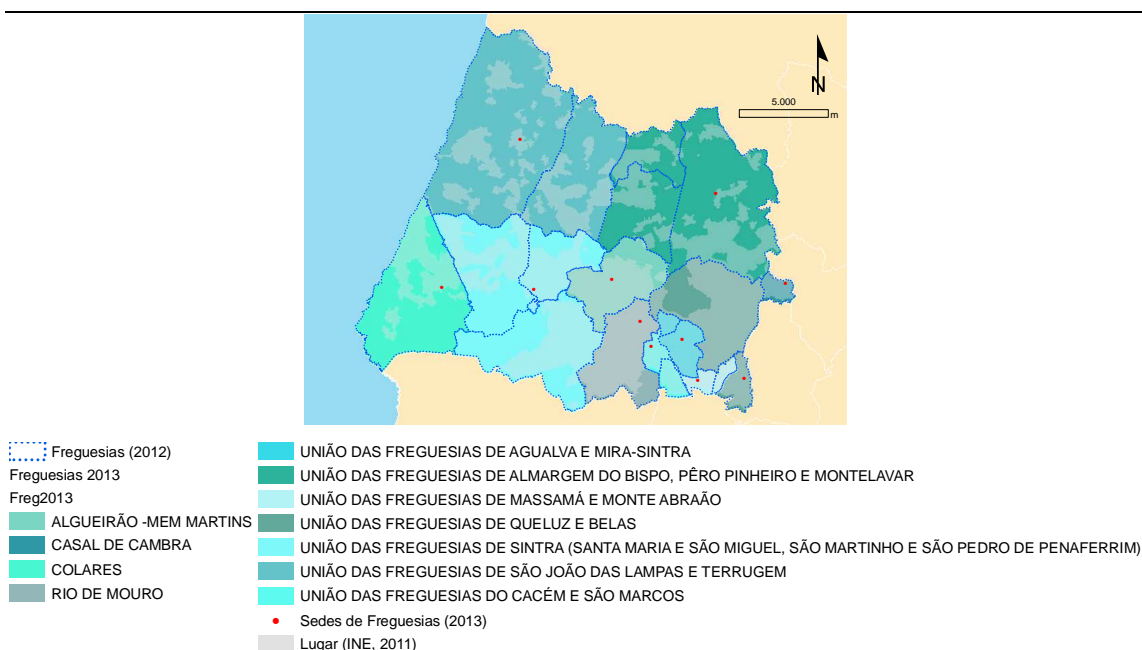 N
5.000
m
Freguesias (2012)
Freguesias 2013
Freg2013
ALGUEIRÃO -MEM MARTINS
CASAL DE CAMBRA
COLARES
RIO DE MOURO
UNIÃO DAS FREGUESIAS DE AGUALVA E MIRA-SINTRA
UNIÃO DAS FREGUESIAS DE ALMARGEM DO BISPO, PÊRO PINHEIRO E MONTELAVAR
UNIÃO DAS FREGUESIAS DE MASSAMÁ E MONTE ABRAÃO
UNIÃO DAS FREGUESIAS DE QUELUZ E BELAS
UNIÃO DAS FREGUESIAS DE SINTRA (SANTA MARIA E SÃO MIGUEL, SÃO MARTINHO E SÃO PEDRO DE PENAFERRIM)
UNIÃO DAS FREGUESIAS DE SÃO JOÃO DAS LAMPAS E TERRUGEM
UNIÃO DAS FREGUESIAS DO CACÉM E SÃO MARCOS
Sedes de Freguesias (2013)
Lugar (INE, 2011)